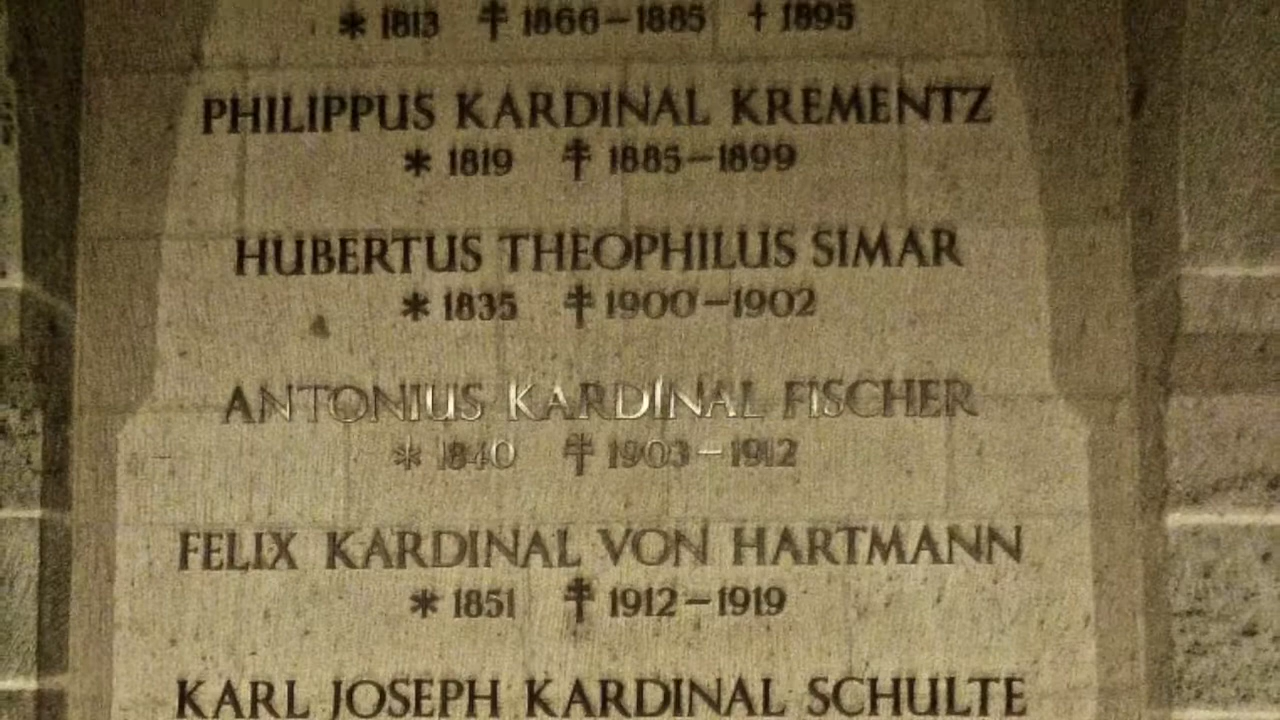 * 1813 ‡ 1866–1885 † 1895
PHILIPPUS KARDINAL KREMENTZ
* 1819 ‡ 1885–1899
HUBERTUS THEOPHILUS SIMAR
* 1835 ‡ 1900–1902
ANTONIUS KARDINAL FISCHER
* 1840 ‡ 1903–1912
FELIX KARDINAL VON HARTMANN
* 1851 ‡ 1912–1919
KARL JOSEPH KARDINAL SCHULTE